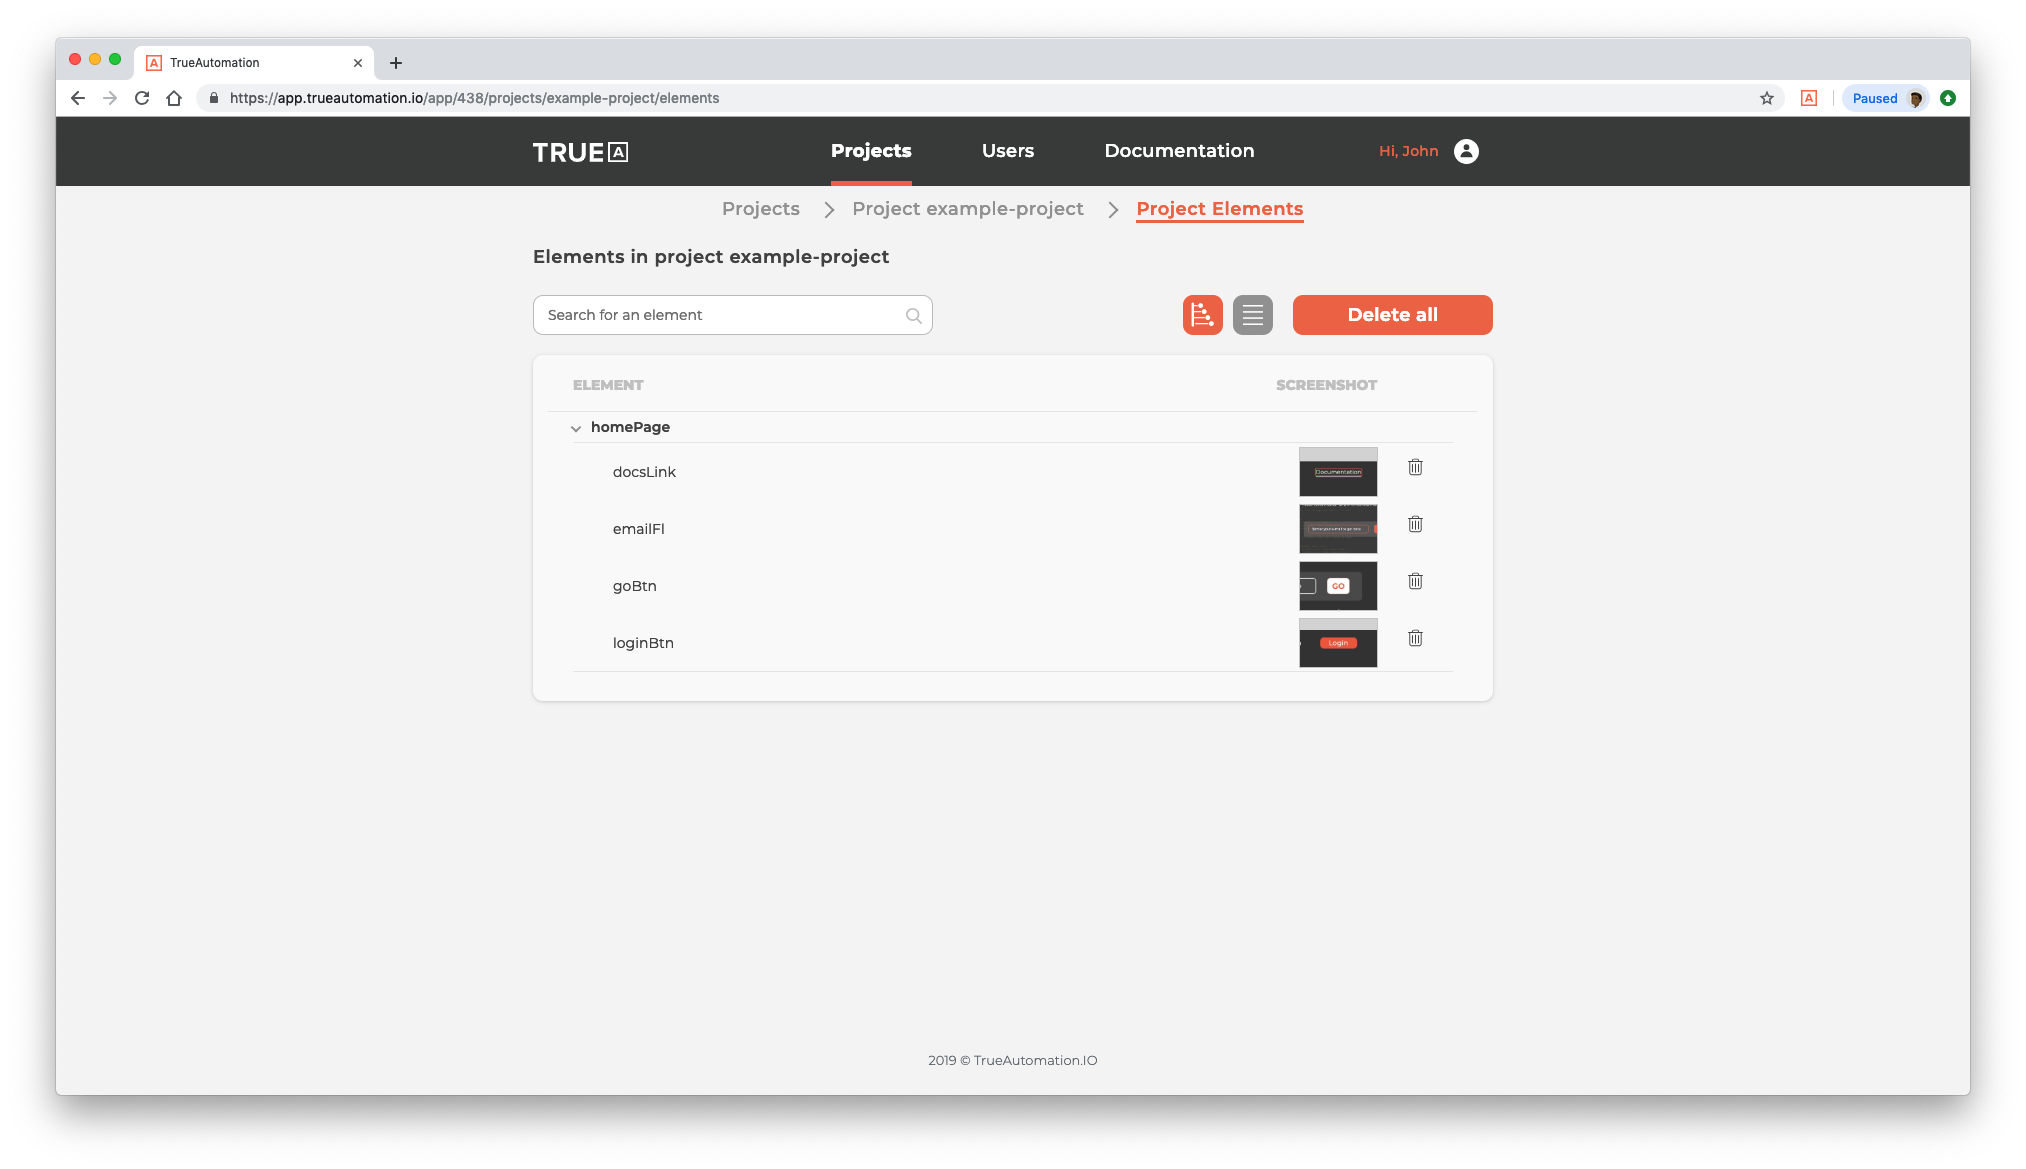 TrueAutomation
https://app.trueautomation.io/app/438/projects/example-project/elements
Paused
TRUE A
Projects
Users
Documentation
Hi, John
Projects
Project example-project
Project Elements
Elements in project example-project
Search for an element
Delete all
ELEMENT
SCREENSHOT
homePage
docsLink
Documentation
emailFl
goBtn
GO
loginBtn
Login
2019 © TrueAutomation.IO